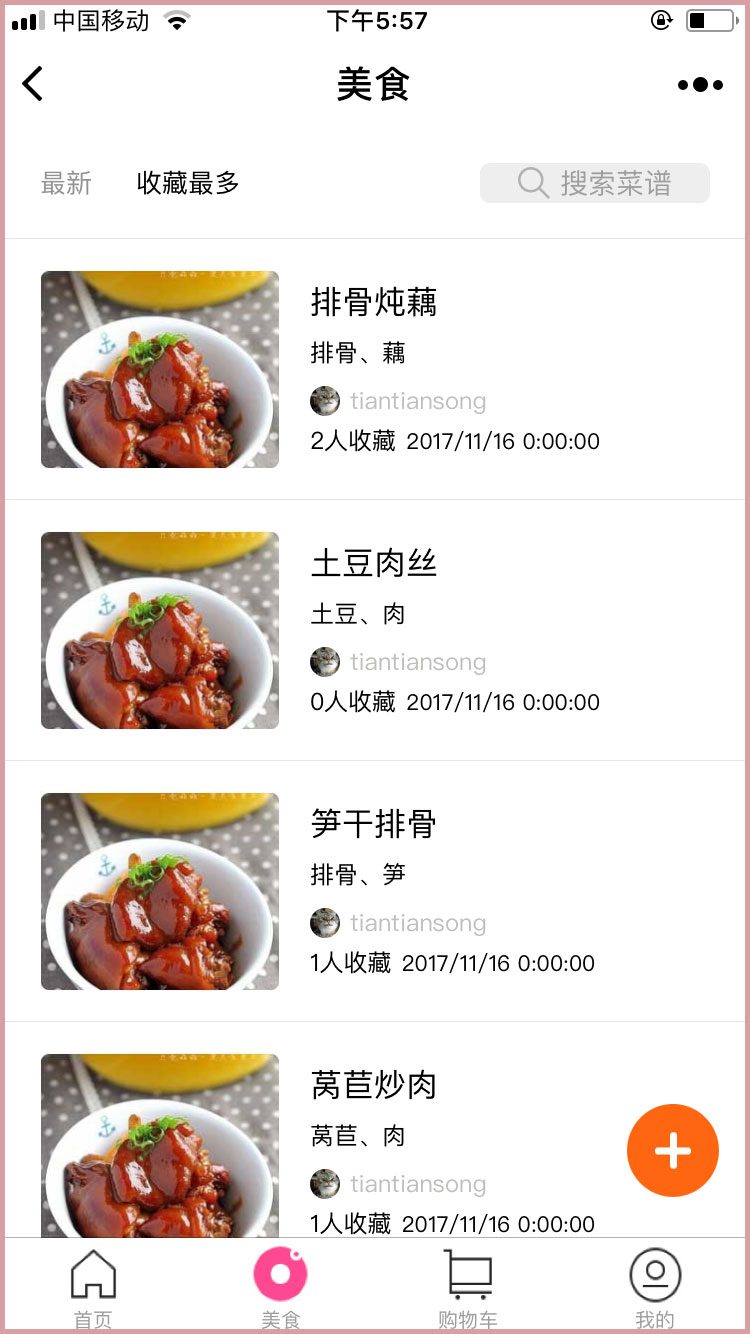 中国移动 下午5:57
美食
最新 收藏最多 搜索菜谱
排骨炖藕
排骨、藕
tiantiansong
2人收藏 2017/11/16 0:00:00
土豆肉丝
土豆、肉
tiantiansong
0人收藏 2017/11/16 0:00:00
笋干排骨
排骨、笋
tiantiansong
1人收藏 2017/11/16 0:00:00
莴苣炒肉
莴苣、肉
tiantiansong
1人收藏 2017/11/16 0:00:00
首页 美食 购物车 我的